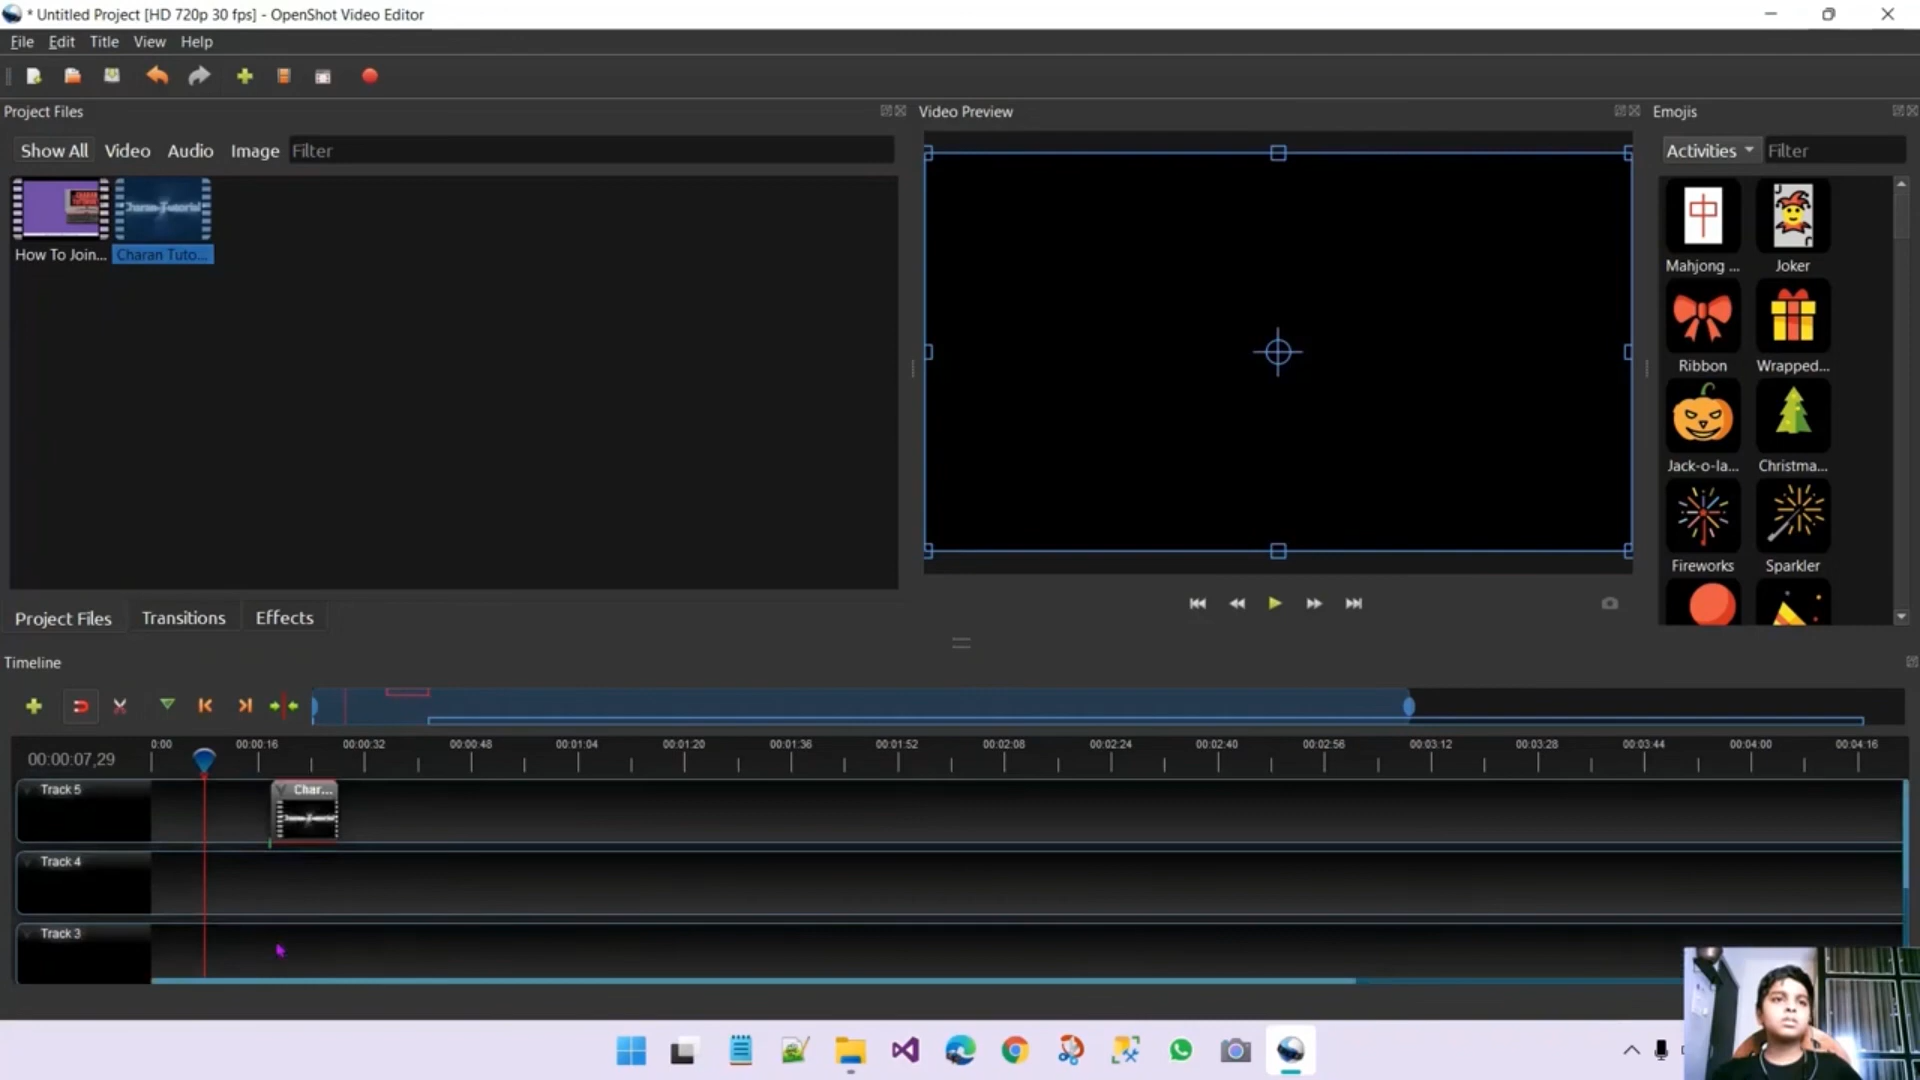 * Untitled Project [HD 720p 30 fps] - OpenShot Video Editor
File Edit Title View Help
Project Files
Video Preview
Emojis
Show All Video Audio Image Filter
Activities Filter
How To Join... Charan Tuto...
Mahjong ... Joker
Ribbon Wrapped...
Jack-o-la... Christma...
Fireworks Sparkler
Project Files Transitions Effects
Timeline
00:00:07,29
0:00 00:00:16 00:00:32 00:00:48 00:01:04 00:01:20 00:01:36 00:01:52 00:02:08 00:02:24 00:02:40 00:02:56 00:03:12 00:03:28 00:03:44 00:04:00 00:04:16
Track 5
Char...
Track 4
Track 3